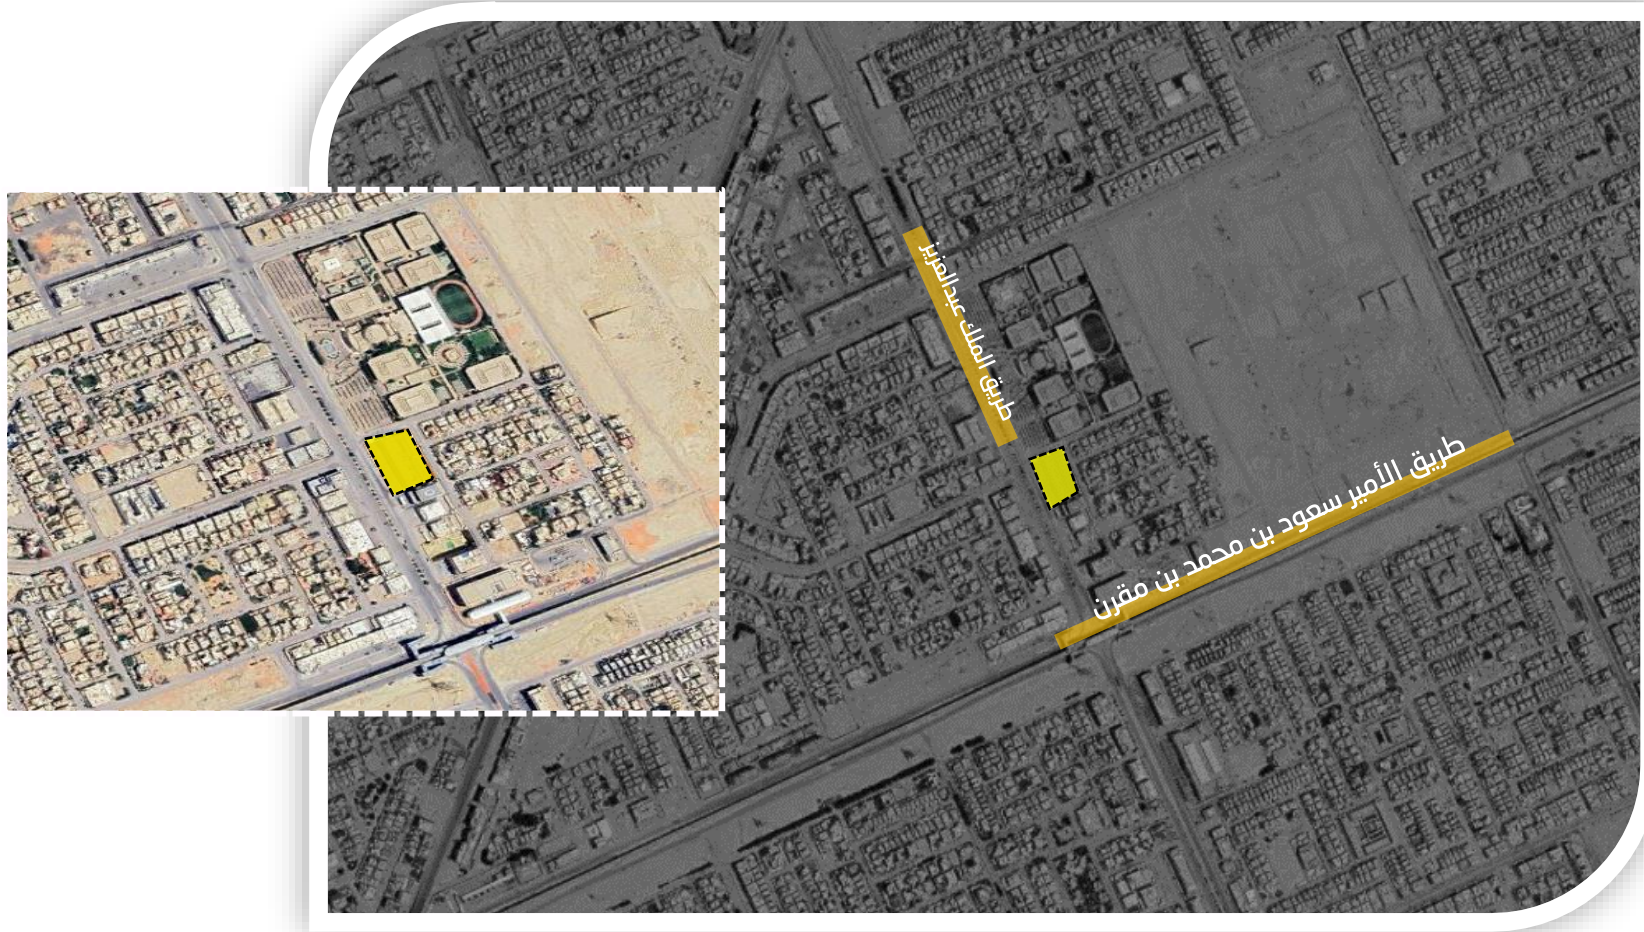 طريق الملك عبدالعزيز
طريق الأمير سعود بن محمد بن مقرن